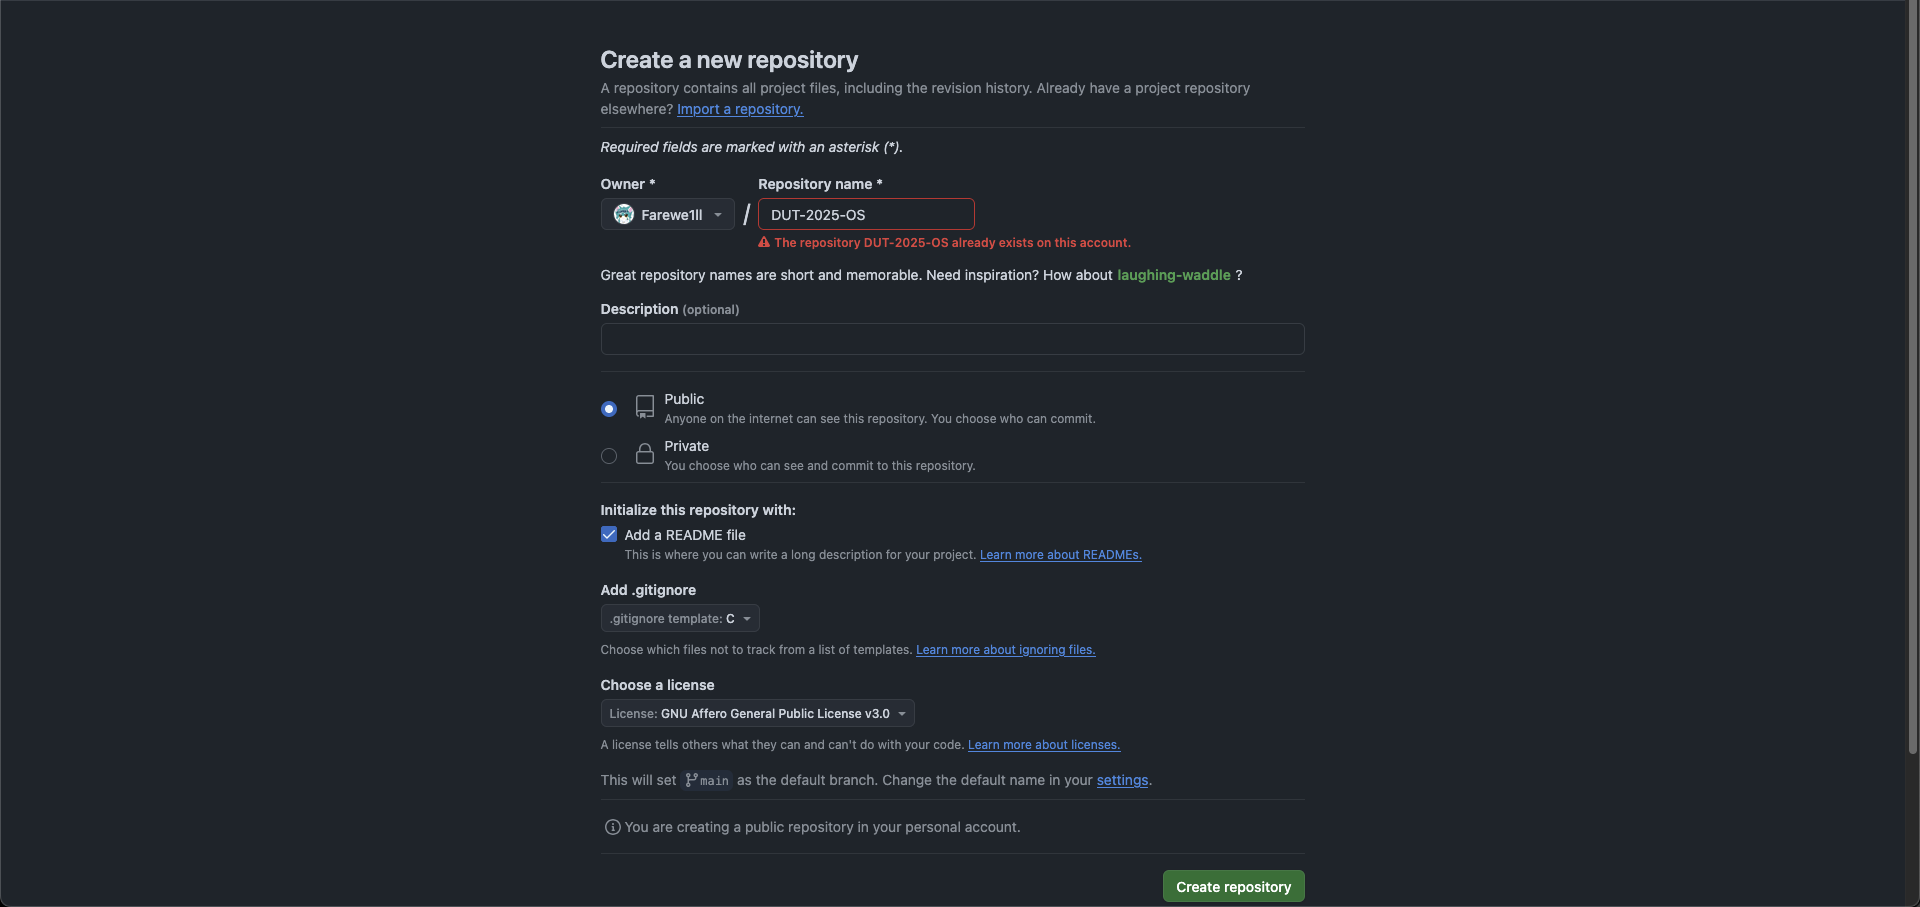 Create a new repository
A repository contains all project files, including the revision history. Already have a project repository
elsewhere? Import a repository.
Required fields are marked with an asterisk (*).
Owner *
Repository name *
Farewe1ll
/
DUT-2025-OS
The repository DUT-2025-OS already exists on this account.
Great repository names are short and memorable. Need inspiration? How about laughing-waddle ?
Description (optional)
Public
Anyone on the internet can see this repository. You choose who can commit.
Private
You choose who can see and commit to this repository.
Initialize this repository with:
Add a README file
This is where you can write a long description for your project. Learn more about READMEs.
Add .gitignore
.gitignore template: C
Choose which files not to track from a list of templates. Learn more about ignoring files.
Choose a license
License: GNU Affero General Public License v3.0
A license tells others what they can and can't do with your code. Learn more about licenses.
This will set main as the default branch. Change the default name in your settings.
You are creating a public repository in your personal account.
Create repository